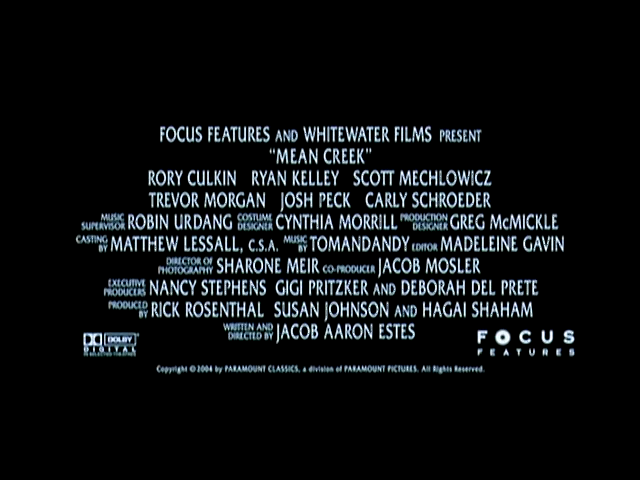 FOCUS FEATURES AND WHITEWATER FILMS PRESENT
"MEAN CREEK"
RORY CULKIN RYAN KELLEY SCOTT MECHLOWICZ
TREVOR MORGAN JOSH PECK CARLY SCHROEDER
MUSIC SUPERVISOR ROBIN URDANG COSTUME DESIGNER CYNTHIA MORRILL PRODUCTION DESIGNER GREG McMICKLE
CASTING BY MATTHEW LESSALL, C.S.A. MUSIC BY TOMANDANDY EDITOR MADELEINE GAVIN
DIRECTOR OF PHOTOGRAPHY SHARONE MEIR CO-PRODUCER JACOB MOSLER
EXECUTIVE PRODUCERS NANCY STEPHENS GIGI PRITZKER AND DEBORAH DEL PRETE
PRODUCED BY RICK ROSENTHAL SUSAN JOHNSON AND HAGAI SHAHAM
WRITTEN AND DIRECTED BY JACOB AARON ESTES
DOLBY
DIGITAL
IN SELECTED THEATRES
FOCUS
FEATURES
Copyright © 2004 by PARAMOUNT CLASSICS, a division of PARAMOUNT PICTURES. All Rights Reserved.